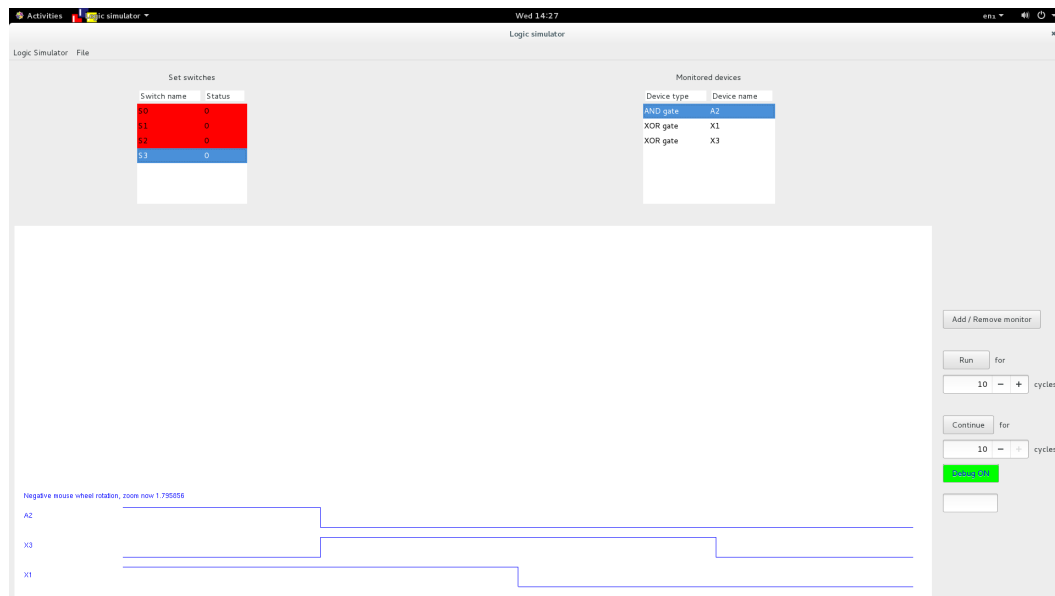 Activities
ic simulator
Wed 14:27
en₁
Logic simulator
Logic Simulator File
Set switches
Switch name Status
S0 0
S1 0
S2 0
S3 0
Monitored devices
Device type Device name
AND gate A2
XOR gate X1
XOR gate X3
Add / Remove monitor
Run for
10 − + cycles
Continue for
10 − + cycles
Debug ON
Negative mouse wheel rotation, zoom now 1.795856
A2
X3
X1